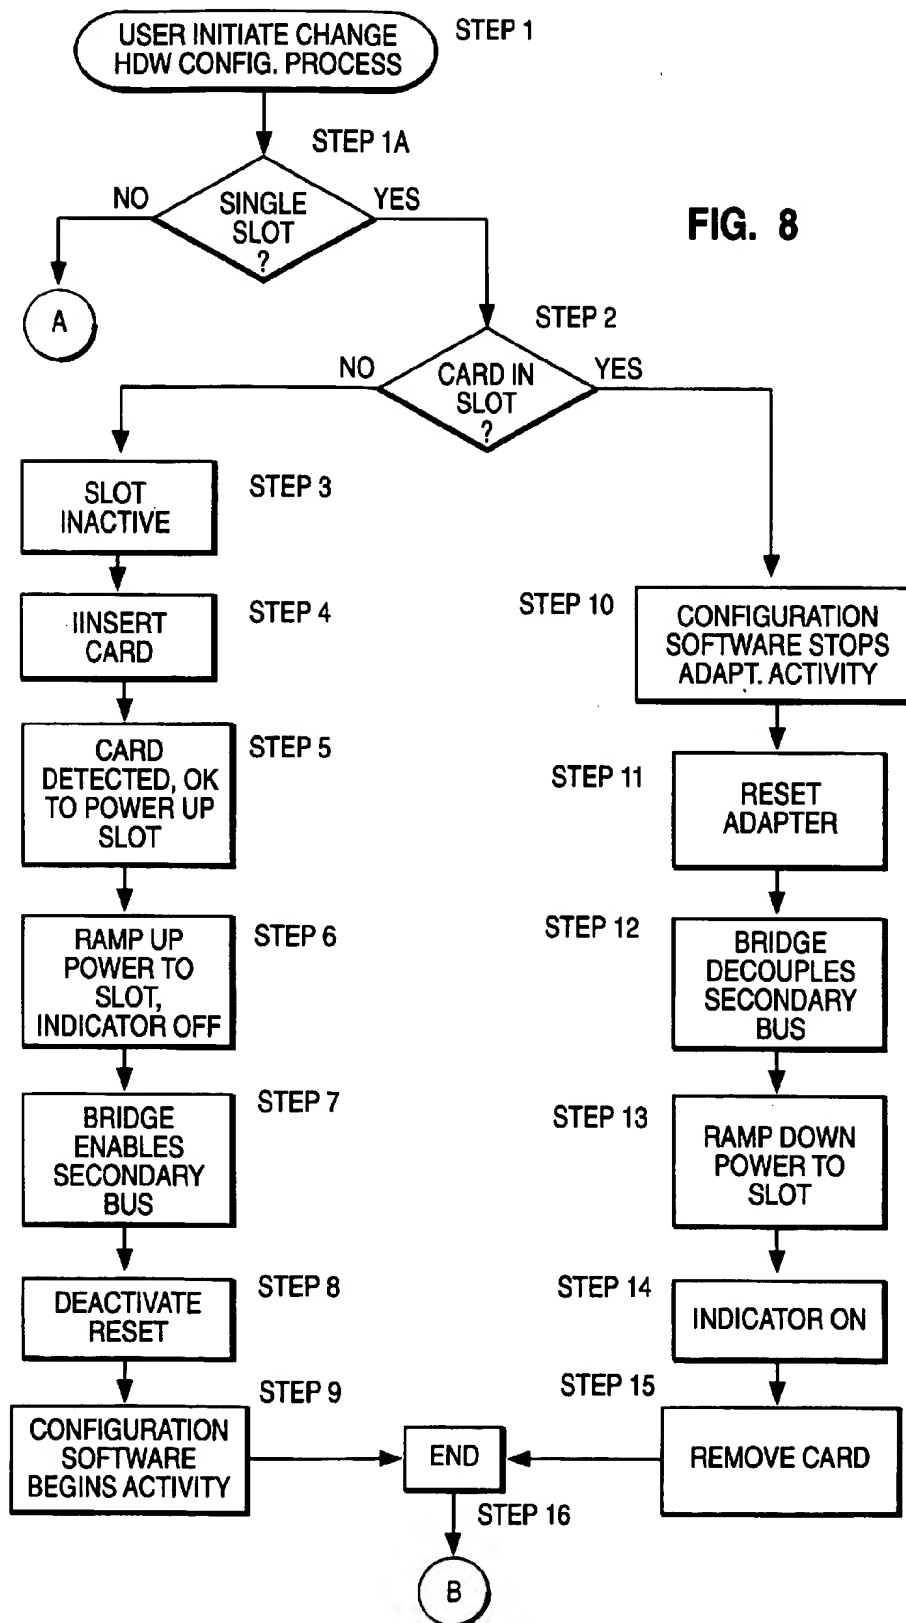 USER INITIATE CHANGE
HDW CONFIG. PROCESS
STEP 1
STEP 1A
NO
SINGLE
SLOT
?
YES
FIG. 8
A
STEP 2
NO
CARD IN
SLOT
?
YES
SLOT
INACTIVE
STEP 3
IINSERT
CARD
STEP 4
CARD
DETECTED, OK
TO POWER UP
SLOT
STEP 5
RAMP UP
POWER TO
SLOT,
INDICATOR OFF
STEP 6
BRIDGE
ENABLES
SECONDARY
BUS
STEP 7
DEACTIVATE
RESET
STEP 8
CONFIGURATION
SOFTWARE
BEGINS ACTIVITY
STEP 9
STEP 10
CONFIGURATION
SOFTWARE STOPS
ADAPT. ACTIVITY
STEP 11
RESET
ADAPTER
STEP 12
BRIDGE
DECOUPLES
SECONDARY
BUS
STEP 13
RAMP DOWN
POWER TO
SLOT
STEP 14
INDICATOR ON
STEP 15
REMOVE CARD
END
STEP 16
B